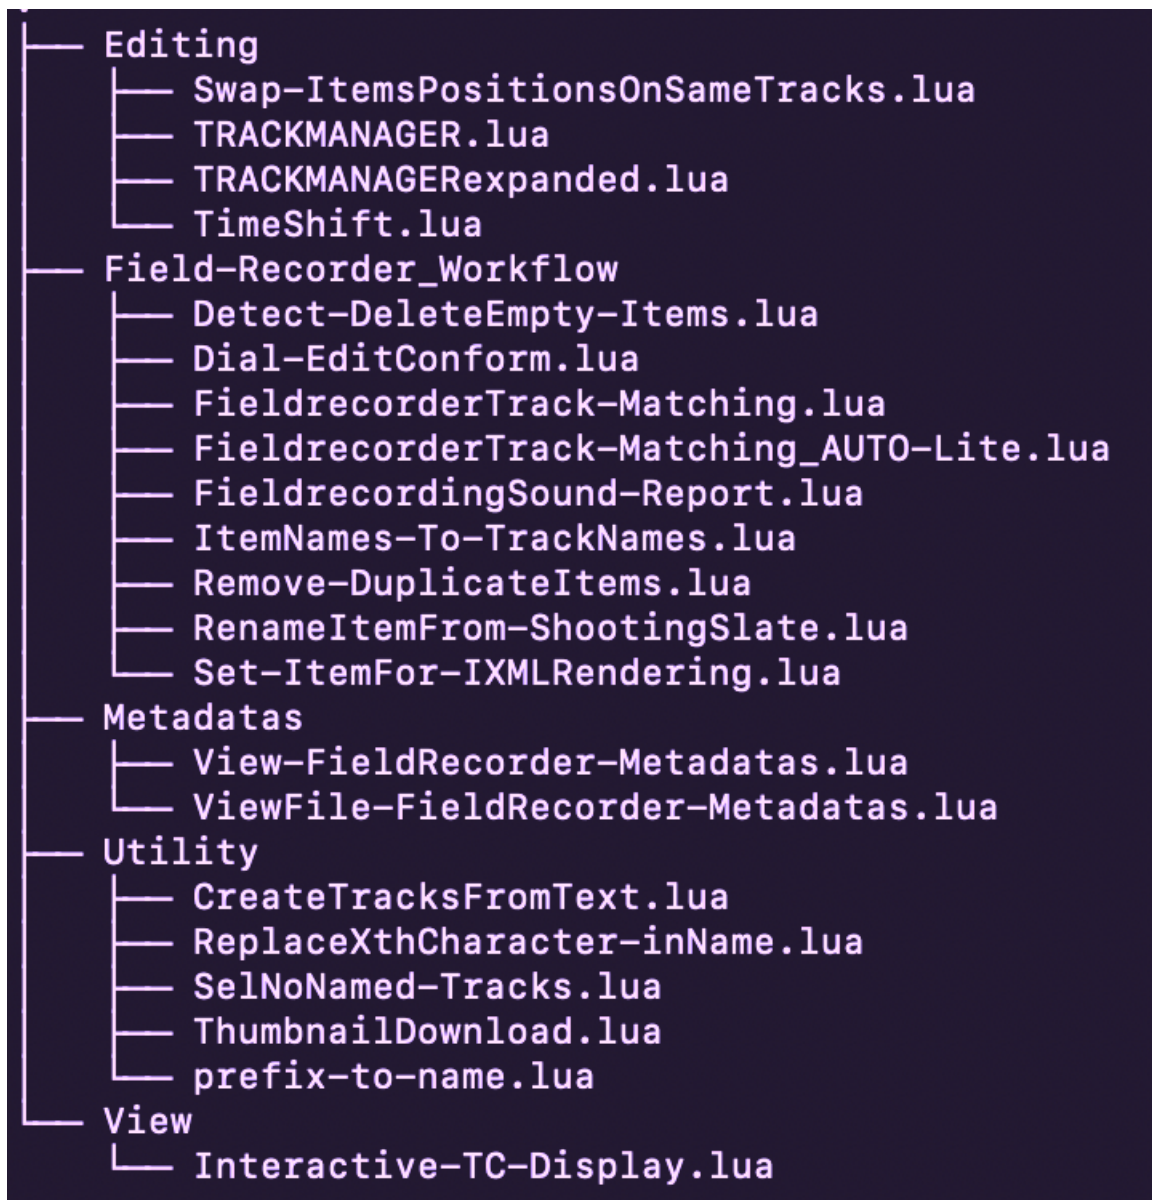 ├── Editing
│   ├── Swap-ItemsPositionsOnSameTracks.lua
│   ├── TRACKMANAGER.lua
│   ├── TRACKMANAGERexpanded.lua
│   └── TimeShift.lua
├── Field-Recorder_Workflow
│   ├── Detect-DeleteEmpty-Items.lua
│   ├── Dial-EditConform.lua
│   ├── FieldrecorderTrack-Matching.lua
│   ├── FieldrecorderTrack-Matching_AUTO-Lite.lua
│   ├── FieldrecordingSound-Report.lua
│   ├── ItemNames-To-TrackNames.lua
│   ├── Remove-DuplicateItems.lua
│   ├── RenameItemFrom-ShootingSlate.lua
│   └── Set-ItemFor-IXMLRendering.lua
├── Metadatas
│   ├── View-FieldRecorder-Metadatas.lua
│   └── ViewFile-FieldRecorder-Metadatas.lua
├── Utility
│   ├── CreateTracksFromText.lua
│   ├── ReplaceXthCharacter-inName.lua
│   ├── SelNoNamed-Tracks.lua
│   ├── ThumbnailDownload.lua
│   └── prefix-to-name.lua
└── View
    └── Interactive-TC-Display.lua